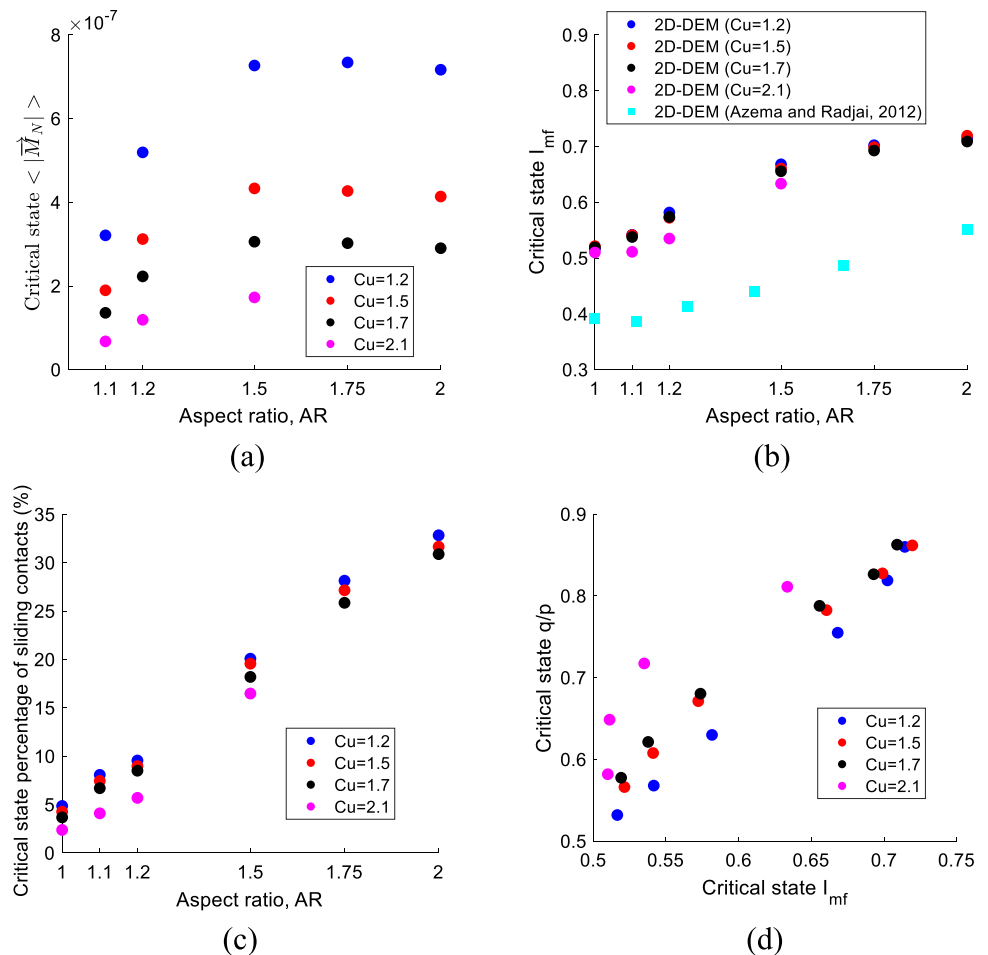 ×10⁻⁷
8
6
4
2
0
Critical state < |M⃗_N| >
1.1 1.2 1.5 1.75 2
Aspect ratio, AR
Cu=1.2
Cu=1.5
Cu=1.7
Cu=2.1
(a)
0.9
0.8
0.7
0.6
0.5
0.4
0.3
Critical state I_mf
2D-DEM (Cu=1.2)
2D-DEM (Cu=1.5)
2D-DEM (Cu=1.7)
2D-DEM (Cu=2.1)
2D-DEM (Azema and Radjai, 2012)
1 1.1 1.2 1.5 1.75 2
Aspect ratio, AR
(b)
35
30
25
20
15
10
5
0
Critical state percentage of sliding contacts (%)
Cu=1.2
Cu=1.5
Cu=1.7
Cu=2.1
1 1.1 1.2 1.5 1.75 2
Aspect ratio, AR
(c)
0.9
0.8
0.7
0.6
0.5
Critical state q/p
Cu=1.2
Cu=1.5
Cu=1.7
Cu=2.1
0.5 0.55 0.6 0.65 0.7 0.75
Critical state I_mf
(d)